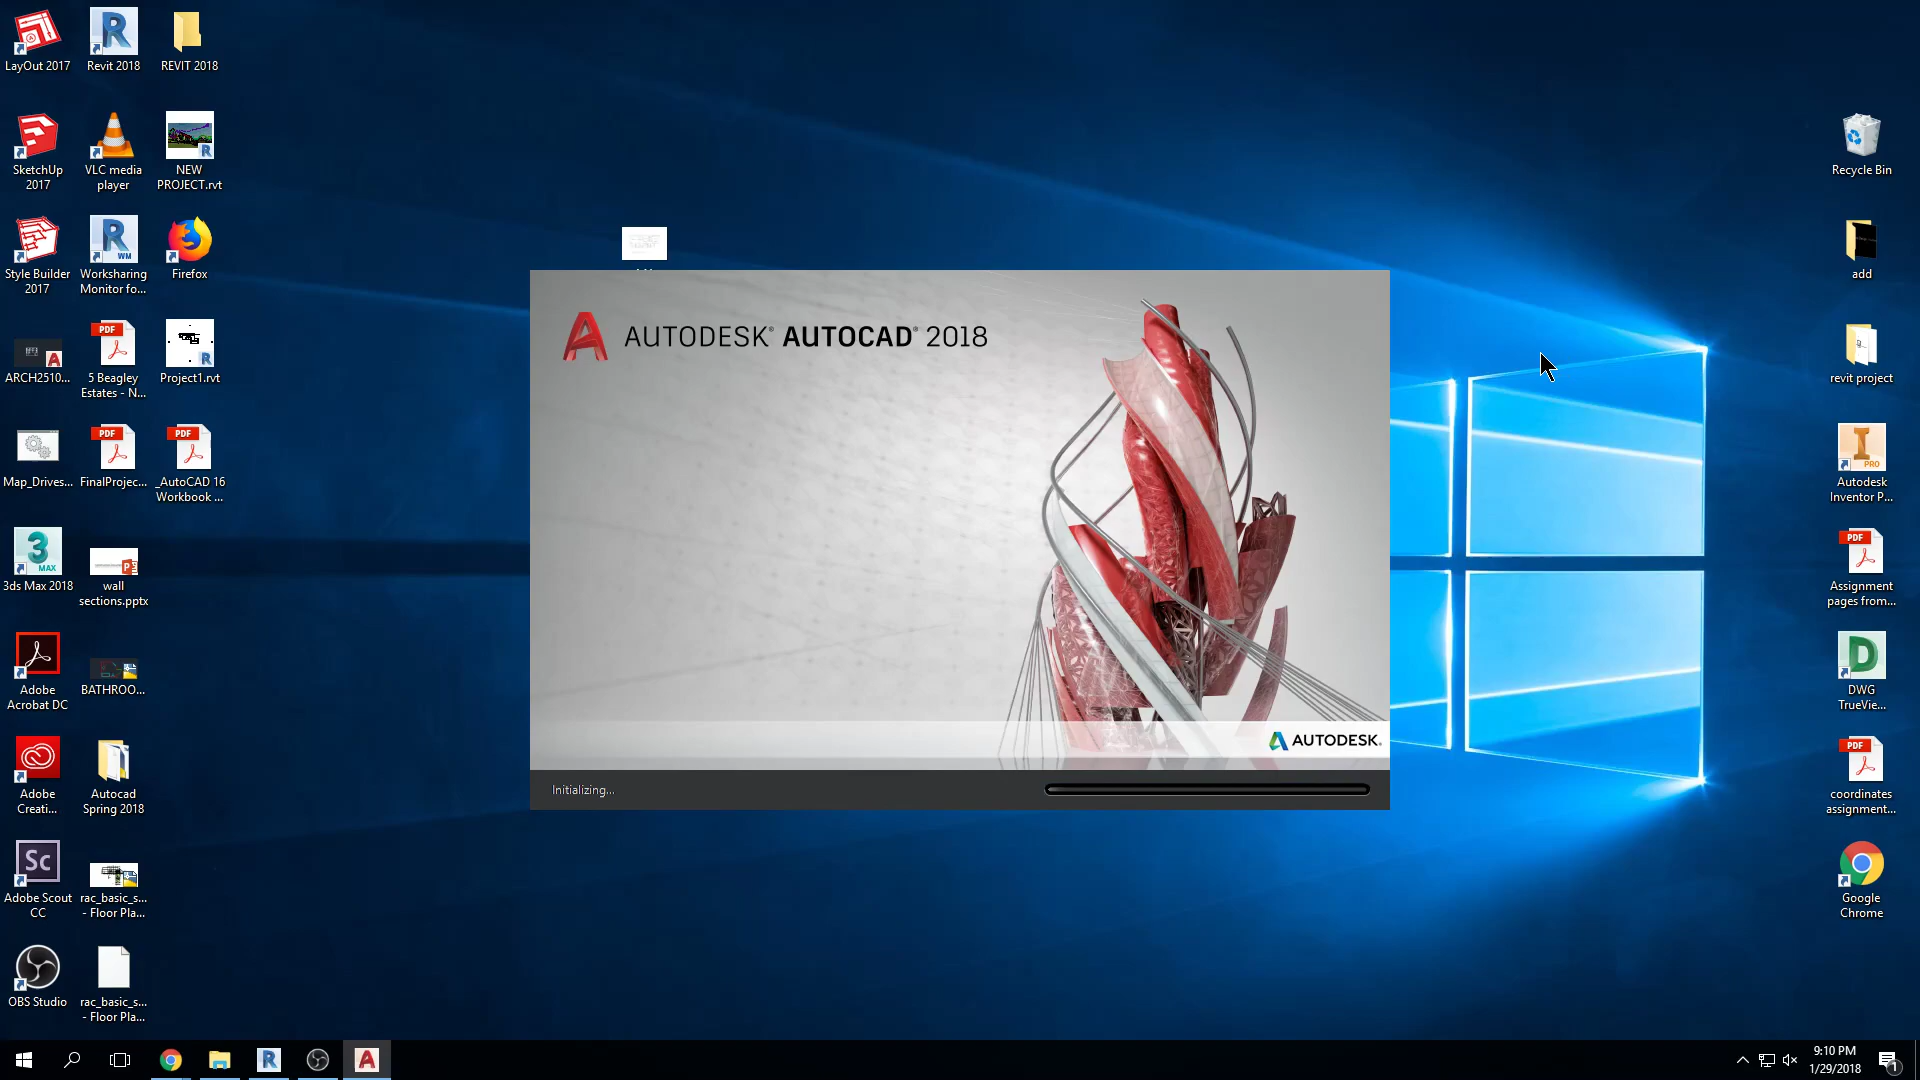 LayOut 2017
Revit 2018
REVIT 2018
SketchUp
2017
VLC media
player
NEW
PROJECT.rvt
Style Builder
2017
Worksharing
Monitor fo...
Firefox
ARCH2510...
5 Beagley
Estates - N...
Project1.rvt
Map_Drives...
FinalProjec...
_AutoCAD 16
Workbook ...
3ds Max 2018
wall
sections.pptx
Adobe
Acrobat DC
BATHROO...
Adobe
Creati...
Autocad
Spring 2018
Adobe Scout
CC
rac_basic_s...
- Floor Pla...
OBS Studio
rac_basic_s...
- Floor Pla...
AUTODESK® AUTOCAD® 2018
AUTODESK.
Initializing...
Recycle Bin
add
revit project
PRO
Autodesk
Inventor P...
PDF
Assignment
pages from...
DWG
TrueVie...
PDF
coordinates
assignment...
Google
Chrome
9:10 PM
1/29/2018
1